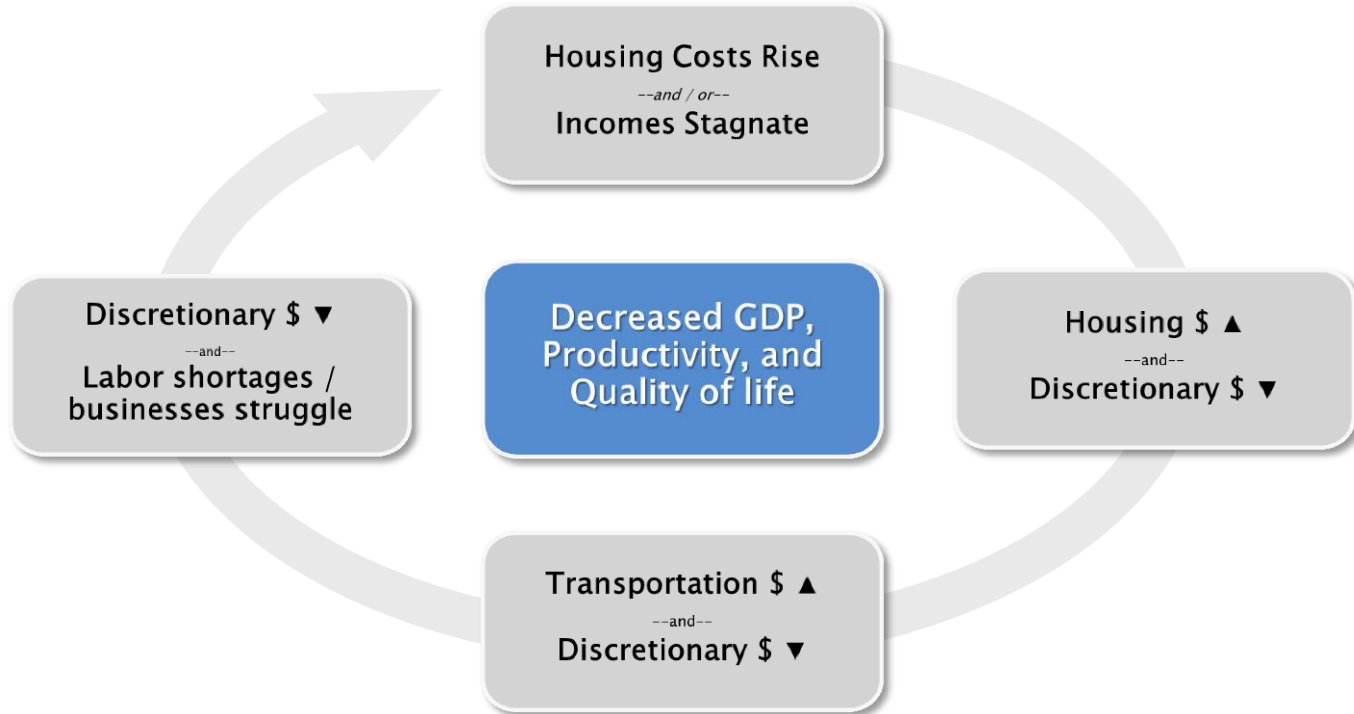 Housing Costs Rise
--and / or--
Incomes Stagnate
Discretionary $ ▼
--and--
Labor shortages /
businesses struggle
Decreased GDP,
Productivity, and
Quality of life
Housing $ ▲
--and--
Discretionary $ ▼
Transportation $ ▲
--and--
Discretionary $ ▼